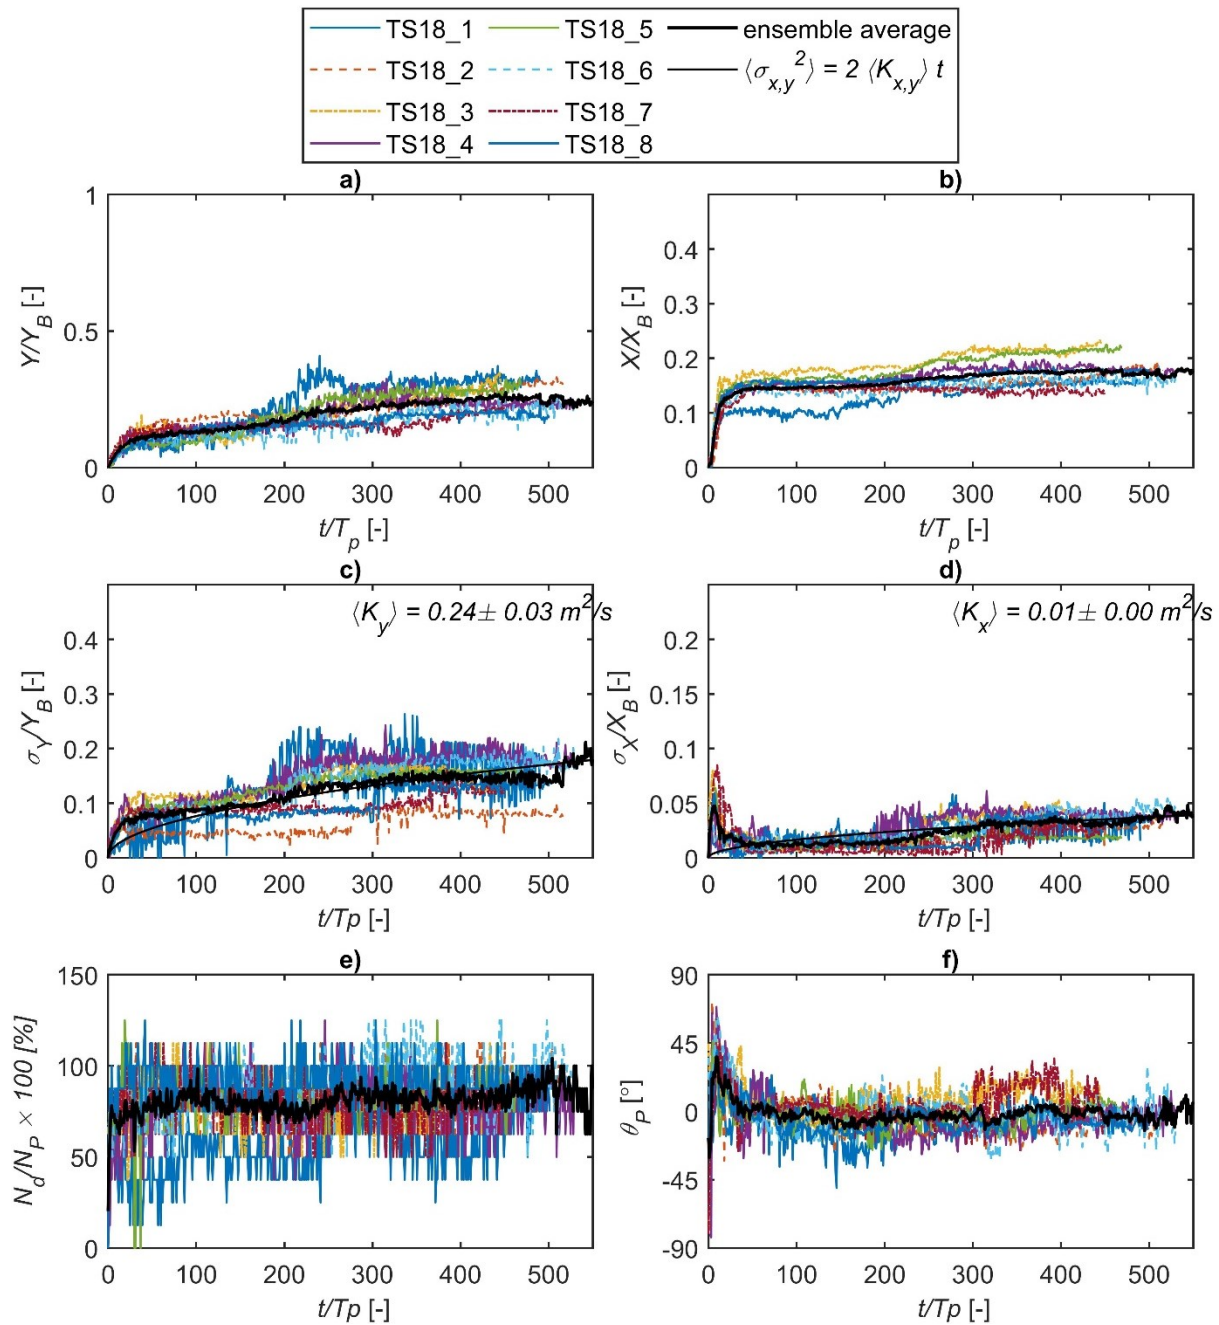 TS18_1 TS18_5 ensemble average
TS18_2 TS18_6 ⟨σx,y²⟩ = 2 ⟨Kx,y⟩ t
TS18_3 TS18_7
TS18_4 TS18_8
a)
1
0.5
0
Y/YB [-]
0 100 200 300 400 500
t/Tp [-]
b)
0.4
0.3
0.2
0.1
0
X/XB [-]
0 100 200 300 400 500
t/Tp [-]
c)
⟨Ky⟩ = 0.24± 0.03 m²/s
0.4
0.3
0.2
0.1
0
σY/YB [-]
0 100 200 300 400 500
t/Tp [-]
d)
⟨Kx⟩ = 0.01± 0.00 m²/s
0.2
0.15
0.1
0.05
0
σX/XB [-]
0 100 200 300 400 500
t/Tp [-]
e)
150
100
50
0
Nd/NP × 100 [%]
0 100 200 300 400 500
t/Tp [-]
f)
90
45
0
-45
-90
θP [°]
0 100 200 300 400 500
t/Tp [-]